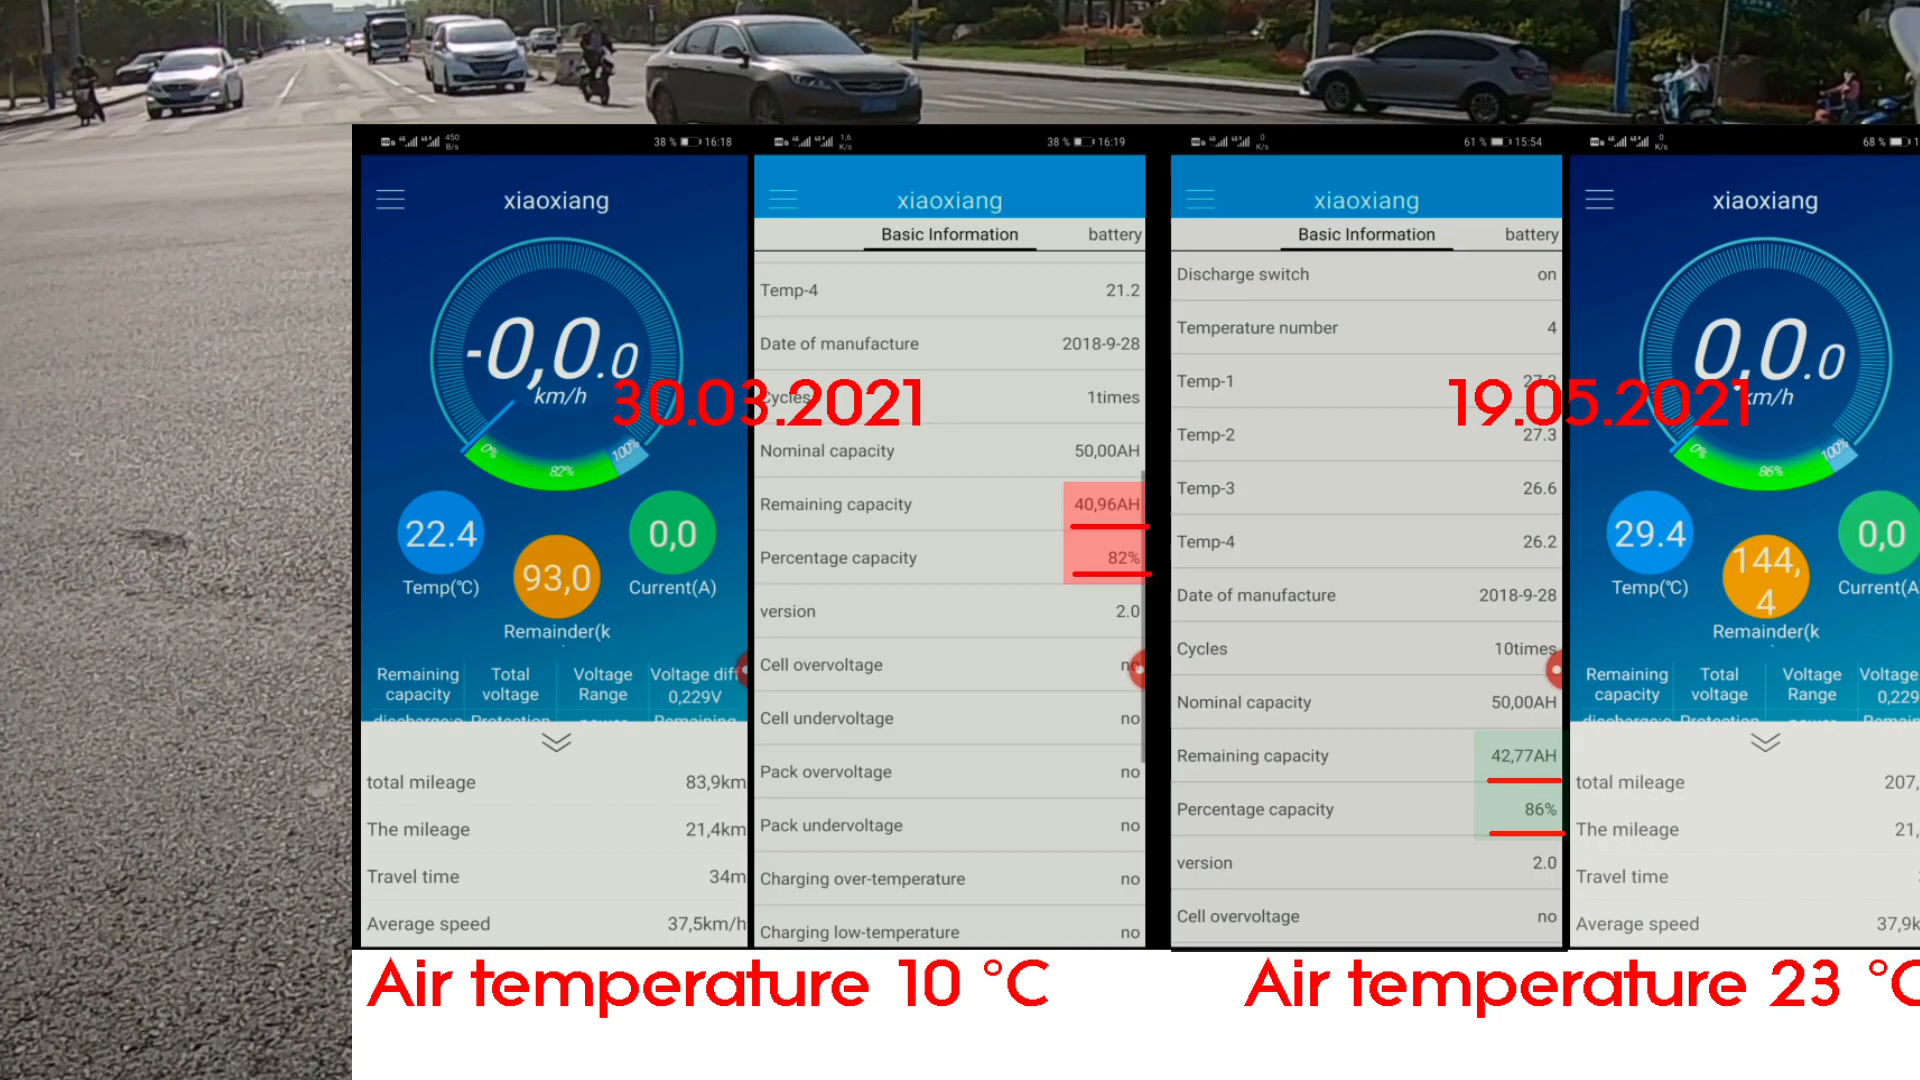 450
B/s
38 % 16:18
xiaoxiang
-0,0.0
km/h
0% 82% 100%
22.4
Temp(℃)
93,0
Remainder(k
0,0
Current(A)
Remaining capacity
Total voltage
Voltage Range
Voltage diff
0,229V
total mileage 83,9km
The mileage 21,4km
Travel time 34m
Average speed 37,5km/h
1,6
K/s
38 % 16:19
xiaoxiang
Basic Information battery
Temp-4 21.2
Date of manufacture 2018-9-28
Cycles 1times
Nominal capacity 50,00AH
Remaining capacity 40,96AH
Percentage capacity 82%
version 2.0
Cell overvoltage no
Cell undervoltage no
Pack overvoltage no
Pack undervoltage no
Charging over-temperature no
Charging low-temperature no
30.03.2021
Air temperature 10 °C
0
K/s
61 % 15:54
xiaoxiang
Basic Information battery
Discharge switch on
Temperature number 4
Temp-1
Temp-2 27.3
Temp-3 26.6
Temp-4 26.2
Date of manufacture 2018-9-28
Cycles 10times
Nominal capacity 50,00AH
Remaining capacity 42,77AH
Percentage capacity 86%
version 2.0
Cell overvoltage no
0
K/s
68 %
xiaoxiang
0,0.0
km/h
0% 86% 100%
29.4
Temp(℃)
144,
4
Remainder(k
0,0
Current(A
Remaining capacity
Total voltage
Voltage Range
Voltage
0,229
total mileage 207,
The mileage 21,
Travel time
Average speed 37,9k
19.05.2021
Air temperature 23 °C